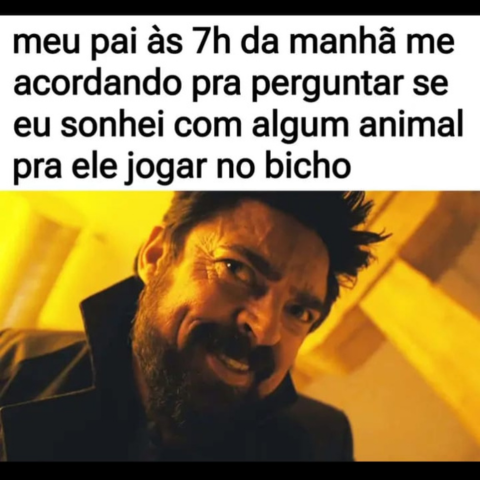 meu pai às 7h da manhã me
acordando pra perguntar se
eu sonhei com algum animal
pra ele jogar no bicho